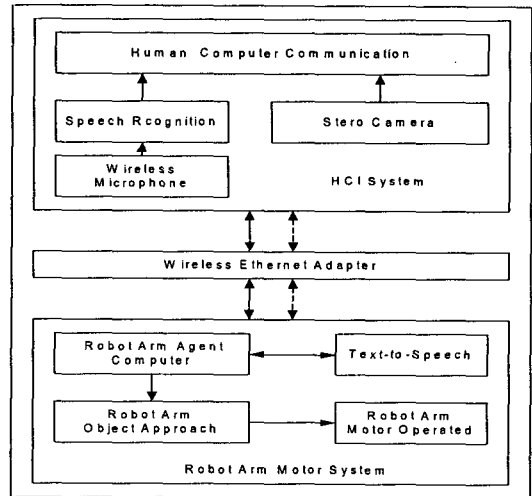 Human Computer Communication
Speech Rcognition
Stero Camera
Wireless
Microphone
HCI System
Wireless Ethernet Adapter
Robot Arm Agent
Computer
Text-to-Speech
Robot Arm
Object Approach
Robot Arm
Motor Operated
Robot Arm Motor System